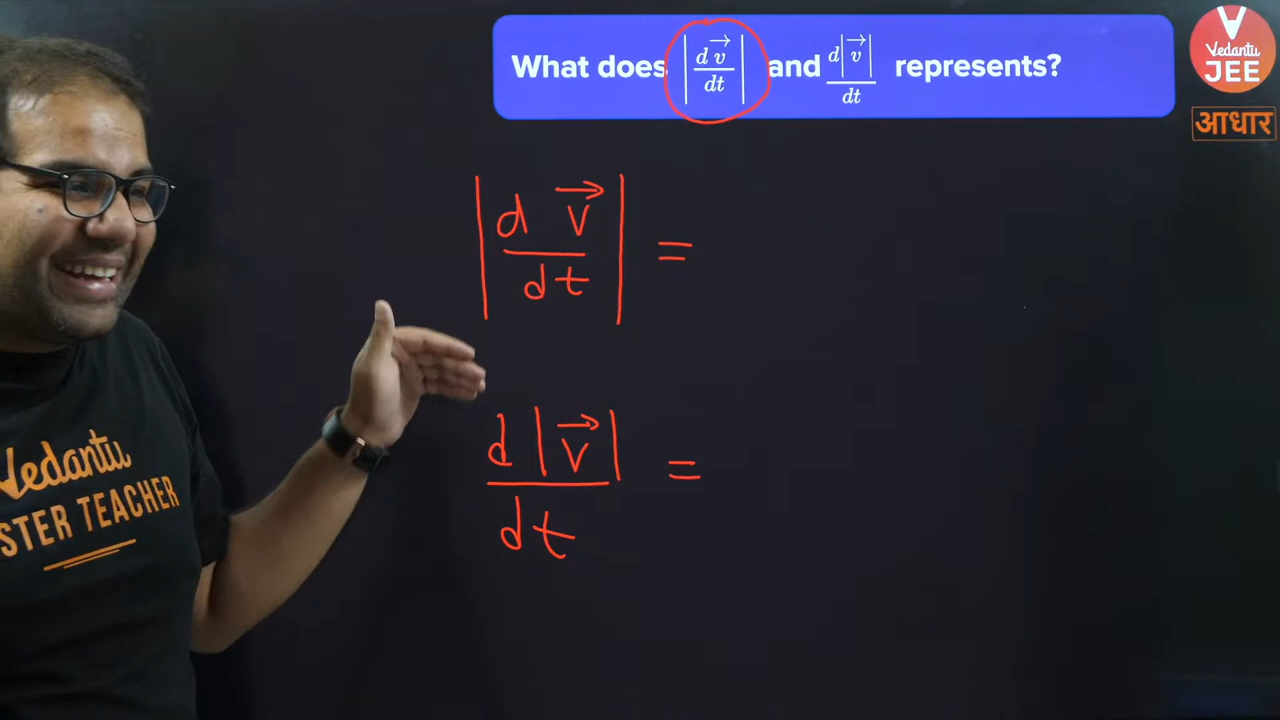 What does |dv⃗/dt| and d|v⃗|/dt represents?
V
Vedantu
JEE
आधार
|dv⃗/dt| =
d|v⃗|/dt =
Vedantu
STER TEACHER